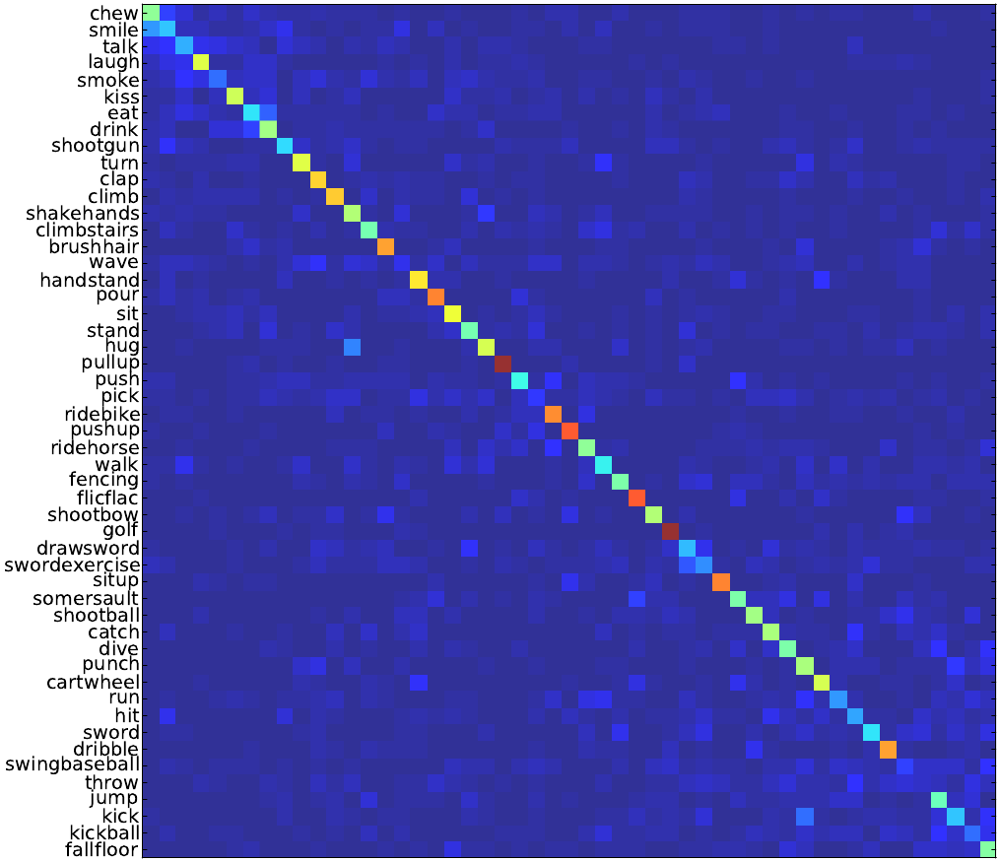 chew
smile
talk
laugh
smoke
kiss
eat
drink
shootgun
turn
clap
climb
shakehands
climbstairs
brushhair
wave
handstand
pour
sit
stand
hug
pullup
push
pick
ridebike
pushup
ridehorse
walk
fencing
flicflac
shootbow
golf
drawsword
swordexercise
situp
somersault
shootball
catch
dive
punch
cartwheel
run
hit
sword
dribble
swingbaseball
throw
jump
kick
kickball
fallfloor